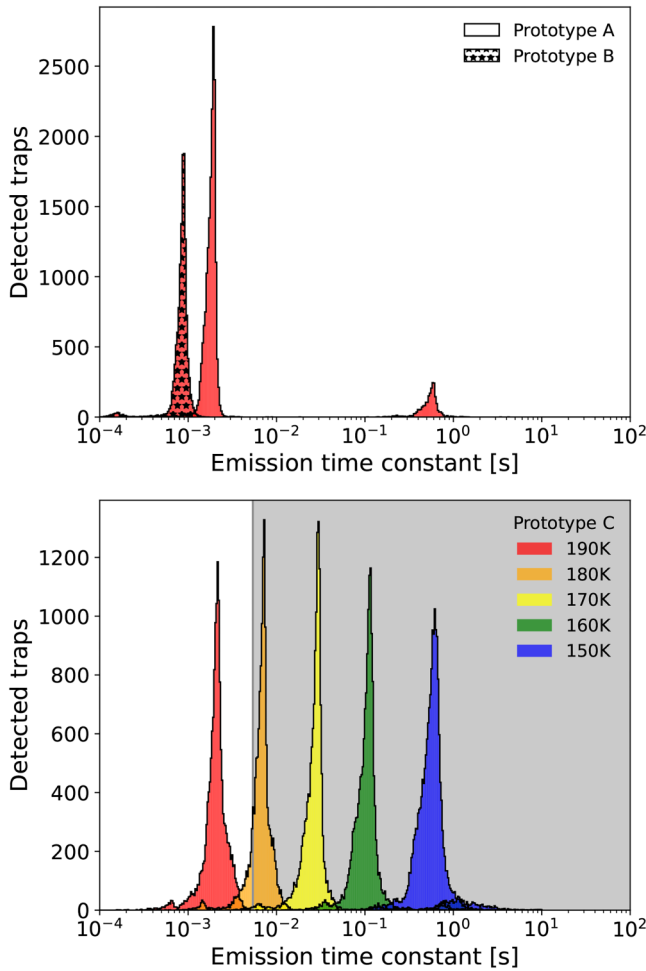 Prototype A
Prototype B
Detected traps
2500
2000
1500
1000
500
0
10⁻⁴ 10⁻³ 10⁻² 10⁻¹ 10⁰ 10¹ 10²
Emission time constant [s]
Prototype C
190K
180K
170K
160K
150K
Detected traps
1200
1000
800
600
400
200
0
10⁻⁴ 10⁻³ 10⁻² 10⁻¹ 10⁰ 10¹ 10²
Emission time constant [s]